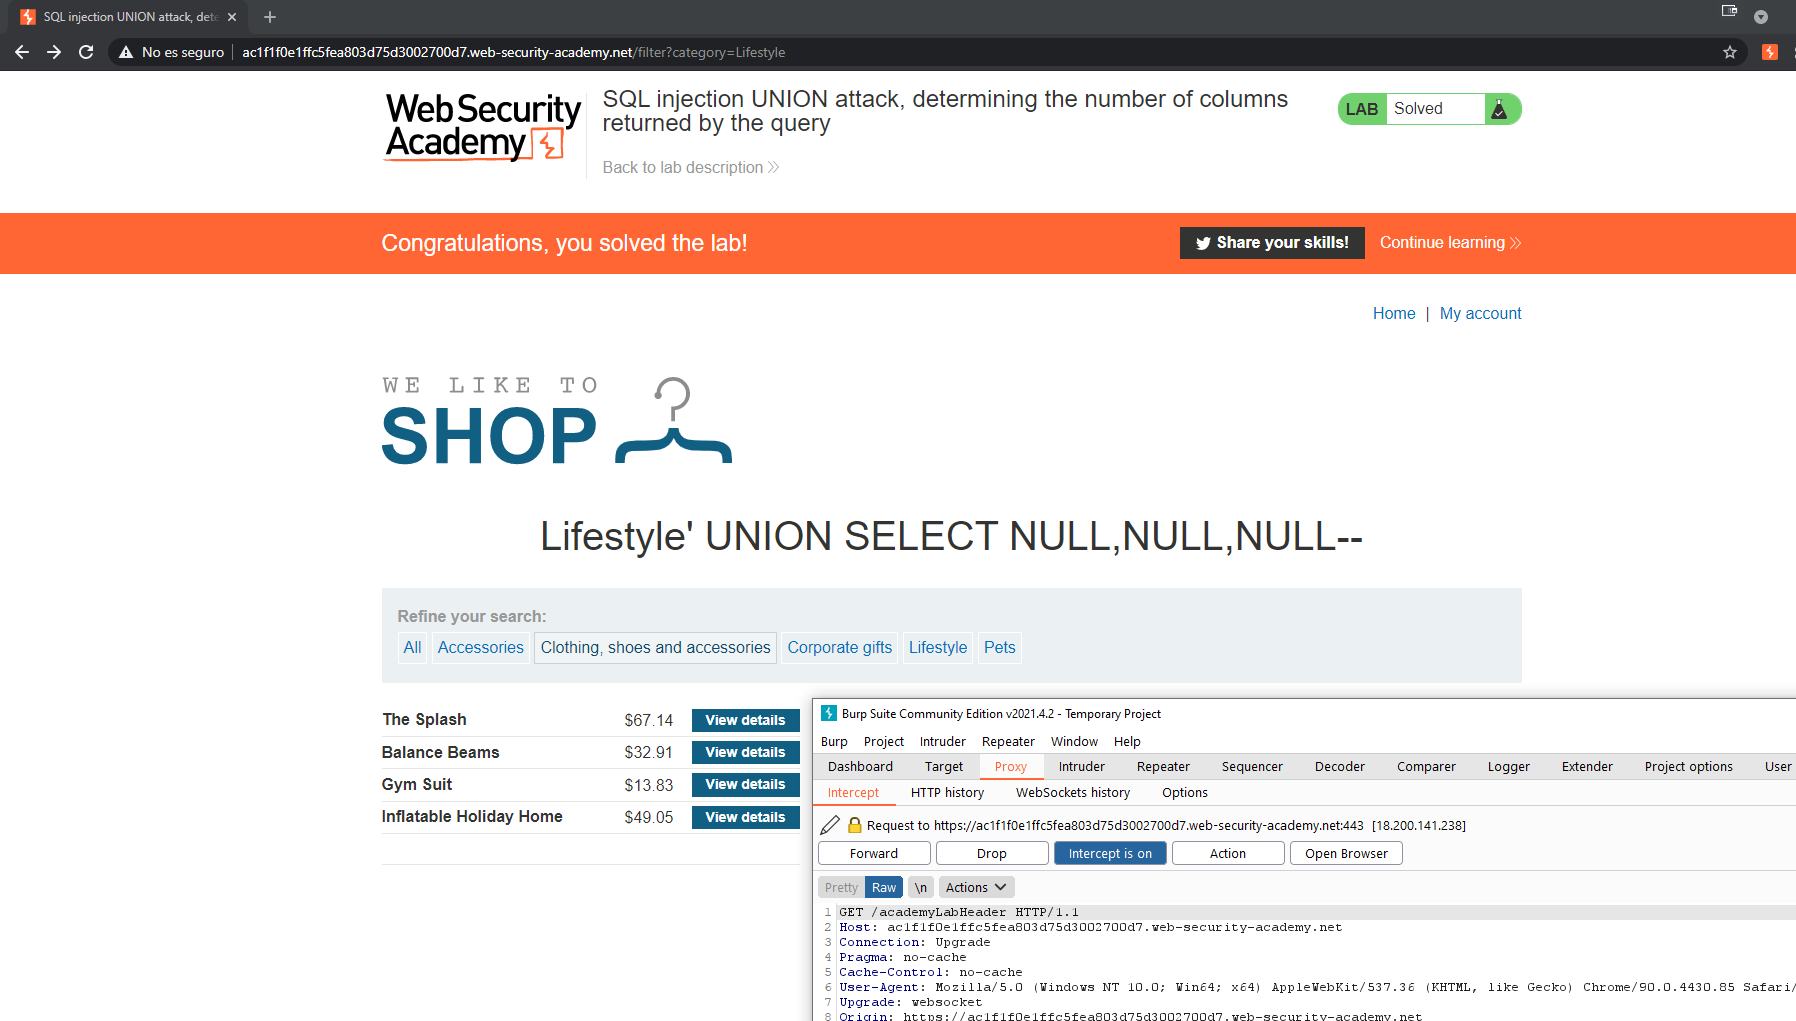 SQL injection UNION attack, dete
No es seguro
ac1f1f0e1ffc5fea803d75d3002700d7.web-security-academy.net/filter?category=Lifestyle
Web Security
Academy
SQL injection UNION attack, determining the number of columns
returned by the query
Back to lab description
LAB Solved
Congratulations, you solved the lab!
Share your skills!
Continue learning
Home | My account
WE LIKE TO
SHOP
Lifestyle' UNION SELECT NULL,NULL,NULL--
Refine your search:
All Accessories Clothing, shoes and accessories Corporate gifts Lifestyle Pets
The Splash $67.14 View details
Balance Beams $32.91 View details
Gym Suit $13.83 View details
Inflatable Holiday Home $49.05 View details
Burp Suite Community Edition v2021.4.2 - Temporary Project
Burp Project Intruder Repeater Window Help
Dashboard Target Proxy Intruder Repeater Sequencer Decoder Comparer Logger Extender Project options User
Intercept HTTP history WebSockets history Options
Request to https://ac1f1f0e1ffc5fea803d75d3002700d7.web-security-academy.net:443 [18.200.141.238]
Forward Drop Intercept is on Action Open Browser
Pretty Raw \n Actions
1 GET /academyLabHeader HTTP/1.1
2 Host: ac1f1f0e1ffc5fea803d75d3002700d7.web-security-academy.net
3 Connection: Upgrade
4 Pragma: no-cache
5 Cache-Control: no-cache
6 User-Agent: Mozilla/5.0 (Windows NT 10.0; Win64; x64) AppleWebKit/537.36 (KHTML, like Gecko) Chrome/90.0.4430.85 Safari/
7 Upgrade: websocket
8 Origin: https://ac1f1f0e1ffc5fea803d75d3002700d7.web-security-academy.net